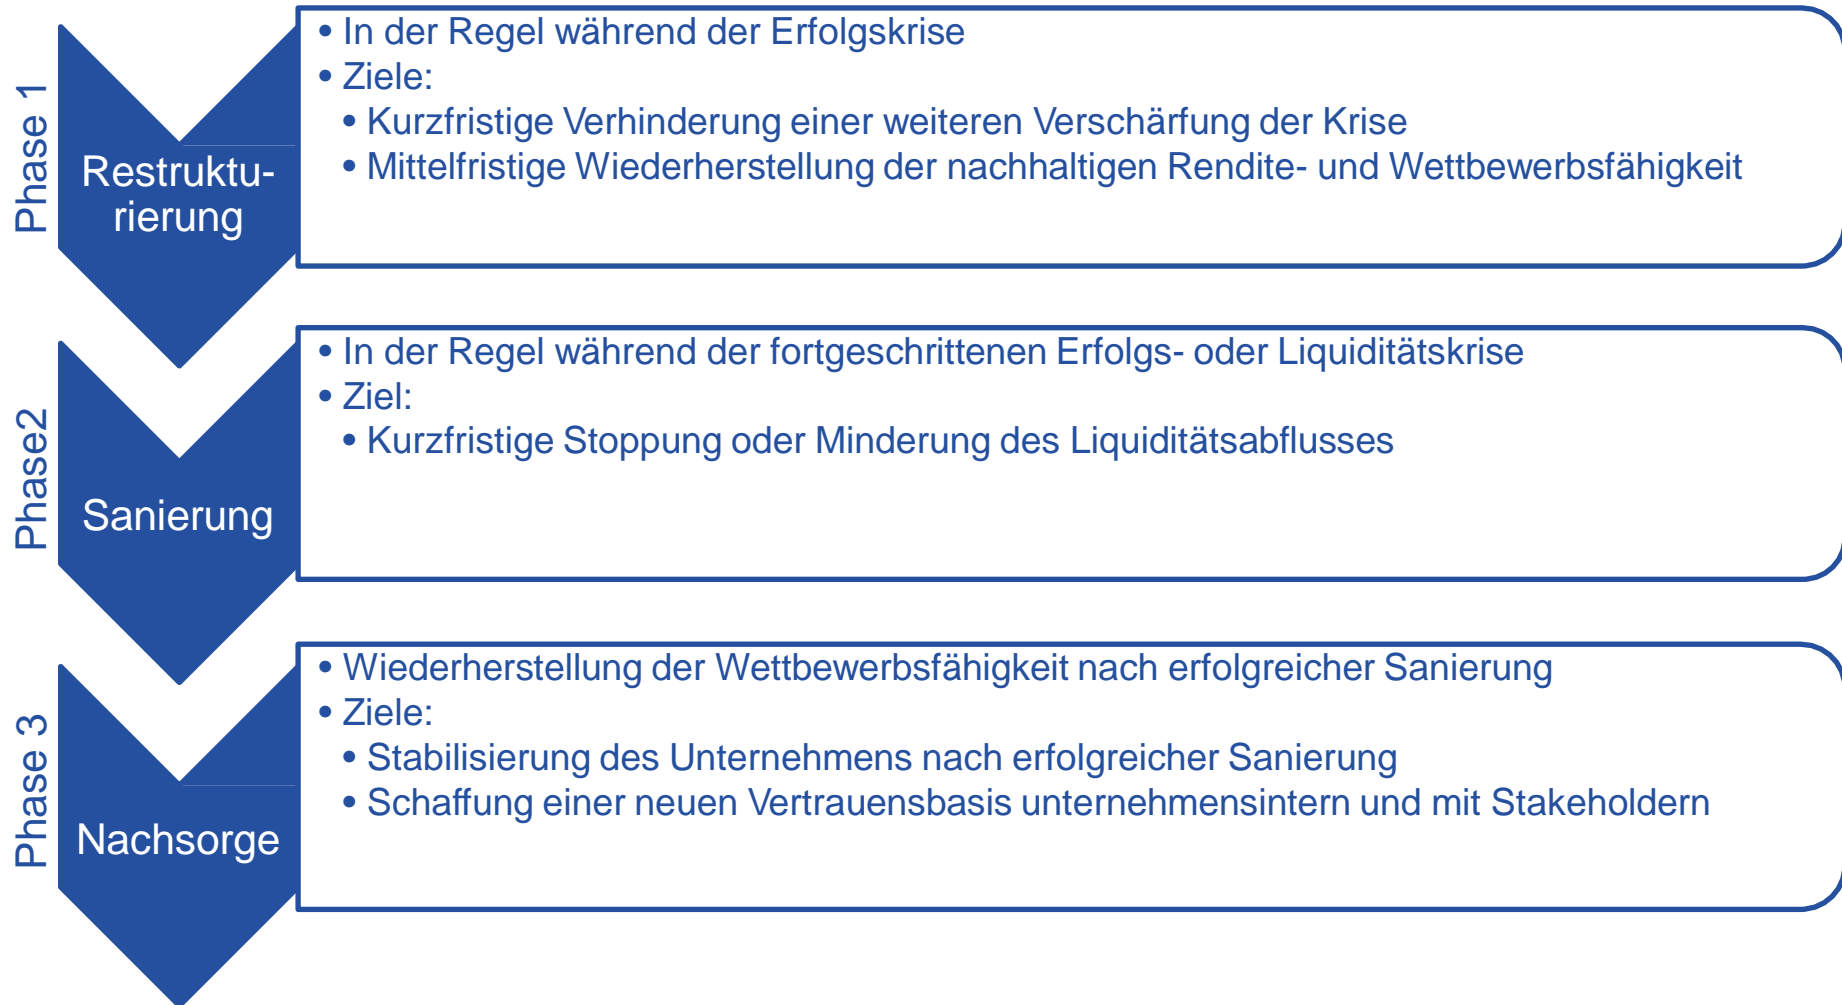 Phase 1
Restruktu-
rierung
• In der Regel während der Erfolgskrise
• Ziele:
• Kurzfristige Verhinderung einer weiteren Verschärfung der Krise
• Mittelfristige Wiederherstellung der nachhaltigen Rendite- und Wettbewerbsfähigkeit
Phase2
Sanierung
• In der Regel während der fortgeschrittenen Erfolgs- oder Liquiditätskrise
• Ziel:
• Kurzfristige Stoppung oder Minderung des Liquiditätsabflusses
Phase 3
Nachsorge
• Wiederherstellung der Wettbewerbsfähigkeit nach erfolgreicher Sanierung
• Ziele:
• Stabilisierung des Unternehmens nach erfolgreicher Sanierung
• Schaffung einer neuen Vertrauensbasis unternehmensintern und mit Stakeholdern